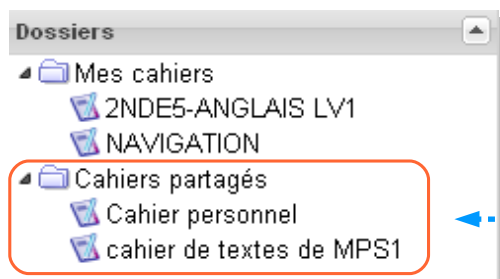 Dossiers
Mes cahiers
2NDE5-ANGLAIS LV1
NAVIGATION
Cahiers partagés
Cahier personnel
cahier de textes de MPS1